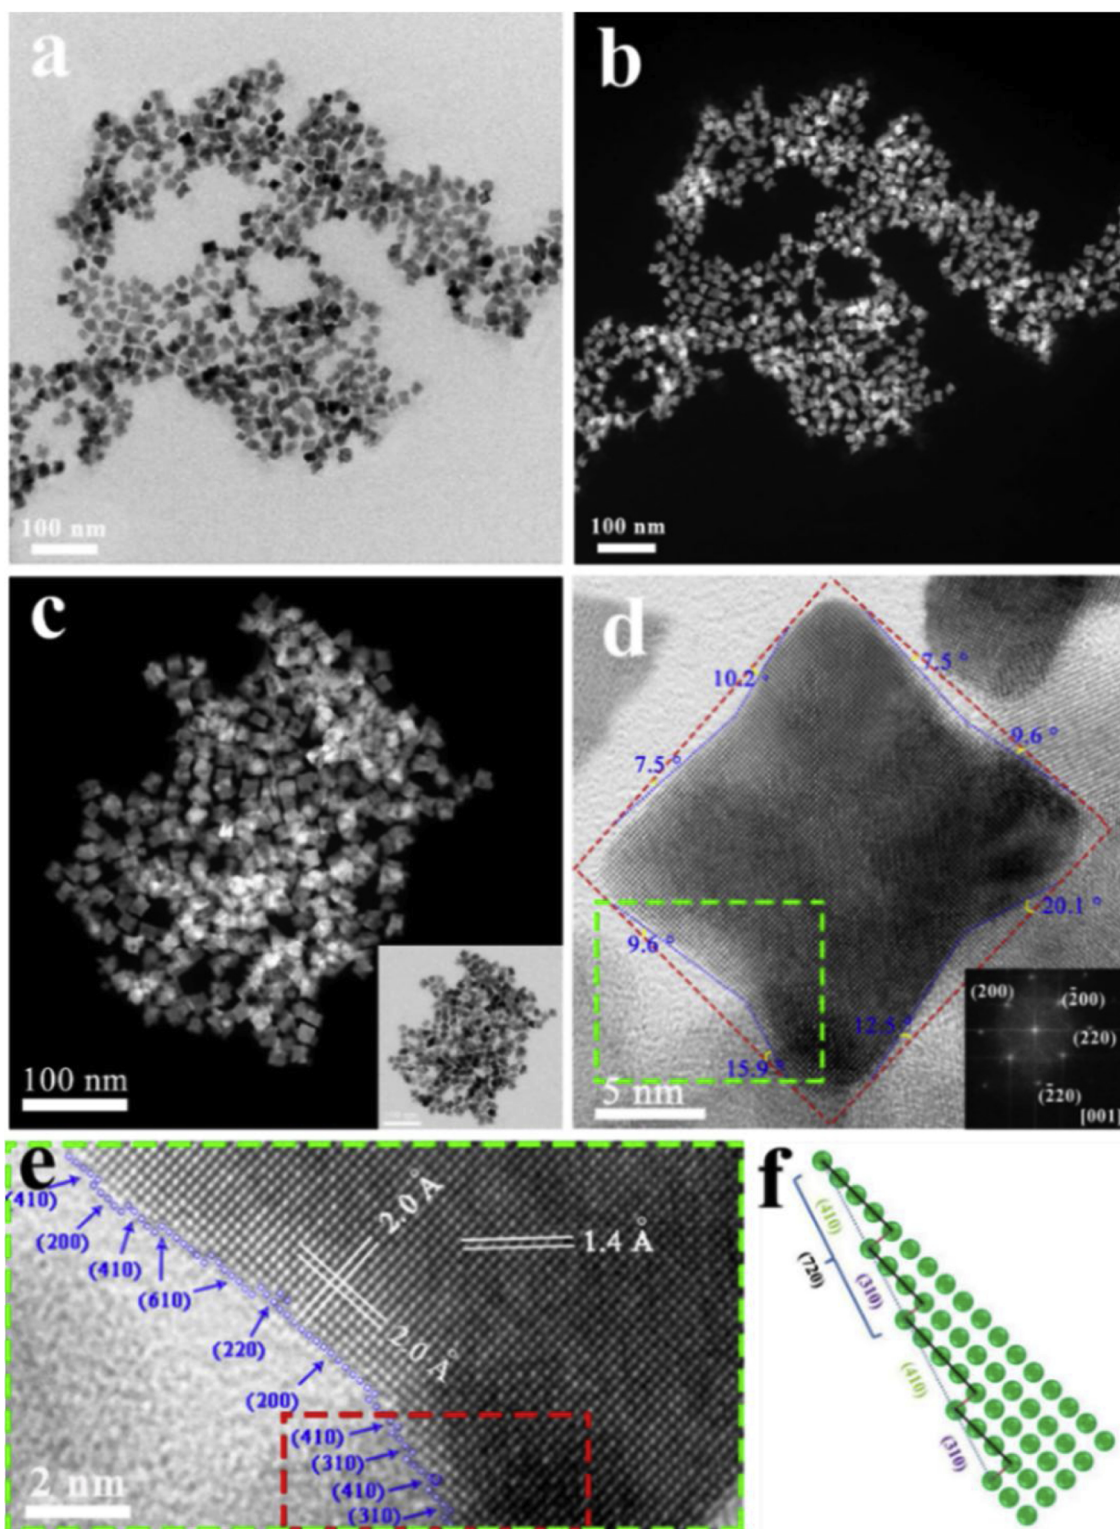 a
100 nm
b
100 nm
c
100 nm
d
10.2 °
7.5 °
9.6 °
7.5 °
20.1 °
9.6 °
12.5 °
15.9 °
5 nm
(200)
(2̄00)
(2̄20)
(2̄20)
[001]
e
(410)
(200)
(410)
(610)
(220)
(200)
2.0 Å
2.0 Å
1.4 Å
(410)
(310)
(410)
(310)
2 nm
f
(410)
(720)
(310)
(410)
(310)